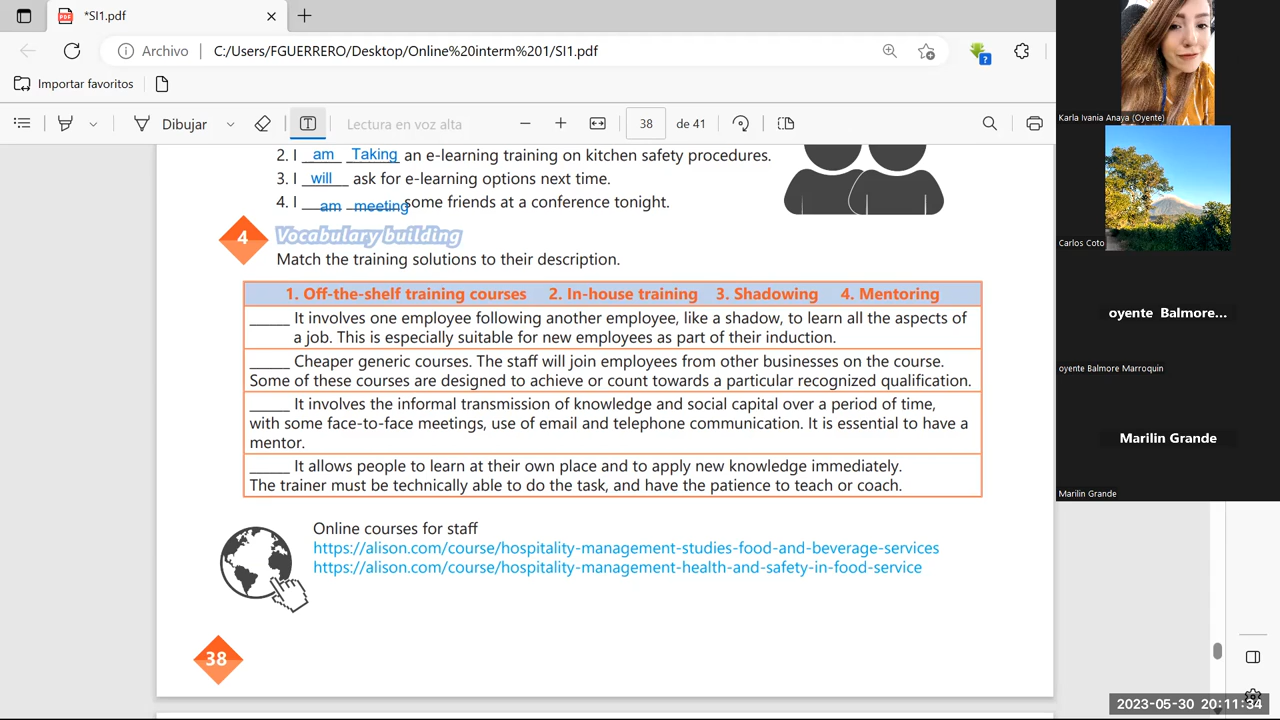 *SI1.pdf
Archivo
C:/Users/FGUERRERO/Desktop/Online%20interm%201/SI1.pdf
Importar favoritos
Dibujar
Lectura en voz alta
38 de 41
2. I am Taking an e-learning training on kitchen safety procedures.
3. I will ask for e-learning options next time.
4. I am meeting some friends at a conference tonight.
4 Vocabulary building
Match the training solutions to their description.
1. Off-the-shelf training courses 2. In-house training 3. Shadowing 4. Mentoring
_____ It involves one employee following another employee, like a shadow, to learn all the aspects of
a job. This is especially suitable for new employees as part of their induction.
_____ Cheaper generic courses. The staff will join employees from other businesses on the course.
Some of these courses are designed to achieve or count towards a particular recognized qualification.
_____ It involves the informal transmission of knowledge and social capital over a period of time,
with some face-to-face meetings, use of email and telephone communication. It is essential to have a
mentor.
_____ It allows people to learn at their own place and to apply new knowledge immediately.
The trainer must be technically able to do the task, and have the patience to teach or coach.
Online courses for staff
https://alison.com/course/hospitality-management-studies-food-and-beverage-services
https://alison.com/course/hospitality-management-health-and-safety-in-food-service
38
Karla Ivania Anaya (Oyente)
Carlos Coto
oyente Balmore...
oyente Balmore Marroquin
Marilin Grande
Marilin Grande
2023-05-30 20:11:34